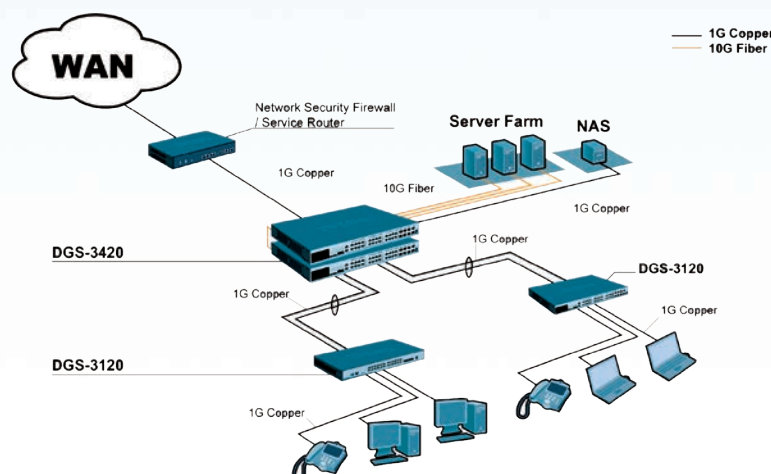 1G Copper
10G Fiber
WAN
Network Security Firewall
/ Service Router
Server Farm
NAS
1G Copper
10G Fiber
1G Copper
DGS-3420
1G Copper
DGS-3120
1G Copper
1G Copper
DGS-3120
1G Copper